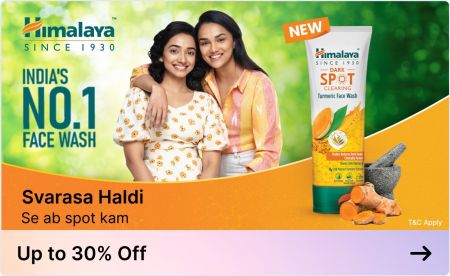 Himalaya™
SINCE 1930
INDIA'S
NO.1
FACE WASH
NEW
Himalaya
SINCE 1930
DARK
SPOT
CLEARING
Turmeric Face Wash
Svarasa Haldi
Se ab spot kam
T&C Apply
Up to 30% Off